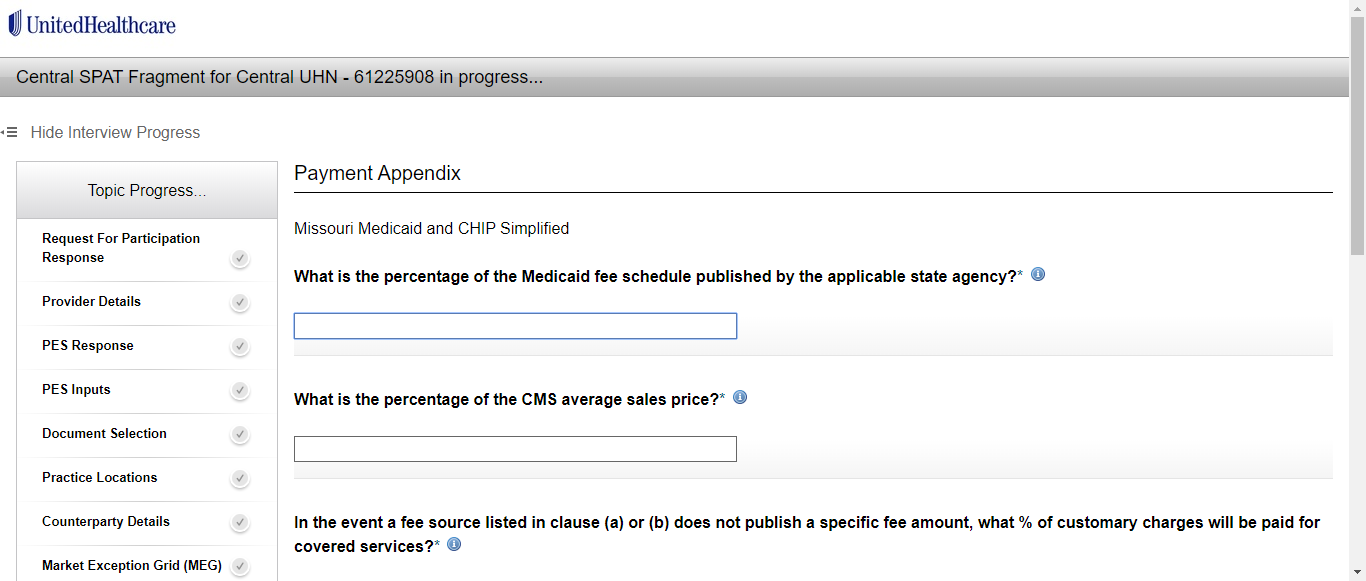 UnitedHealthcare
Central SPAT Fragment for Central UHN - 61225908 in progress...
Hide Interview Progress
Topic Progress...
Request For Participation
Response
Provider Details
PES Response
PES Inputs
Document Selection
Practice Locations
Counterparty Details
Market Exception Grid (MEG)
Payment Appendix
Missouri Medicaid and CHIP Simplified
What is the percentage of the Medicaid fee schedule published by the applicable state agency?*
What is the percentage of the CMS average sales price?*
In the event a fee source listed in clause (a) or (b) does not publish a specific fee amount, what % of customary charges will be paid for
covered services?*